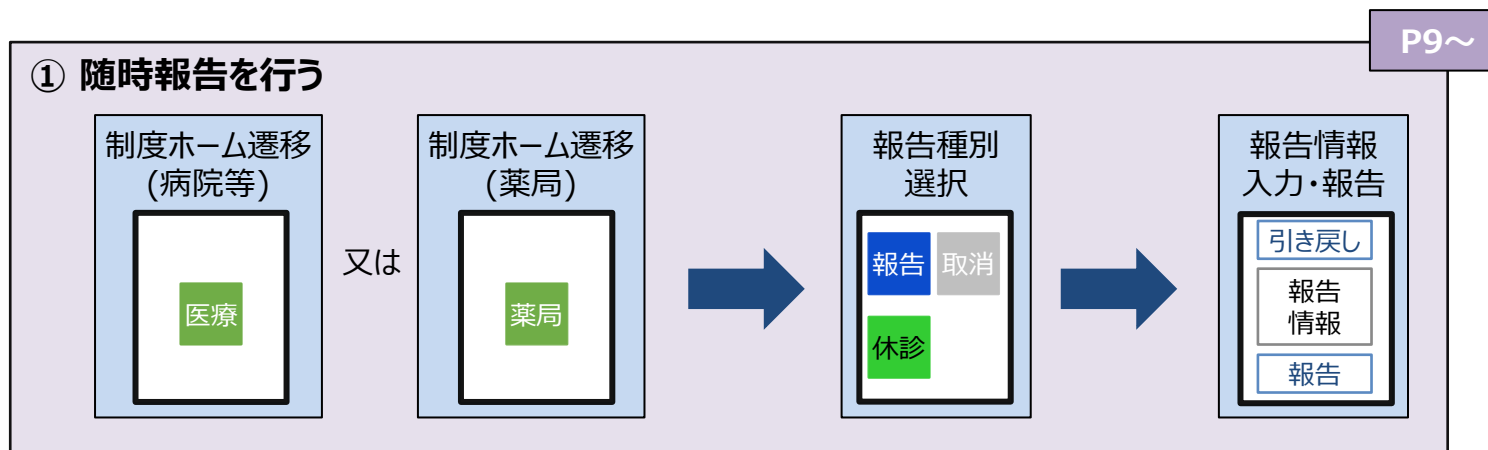 P9～
① 随時報告を行う
制度ホーム遷移
(病院等)
医療
又は
制度ホーム遷移
(薬局)
薬局
報告種別
選択
報告 取消
休診
報告情報
入力・報告
引き戻し
報告
情報
報告